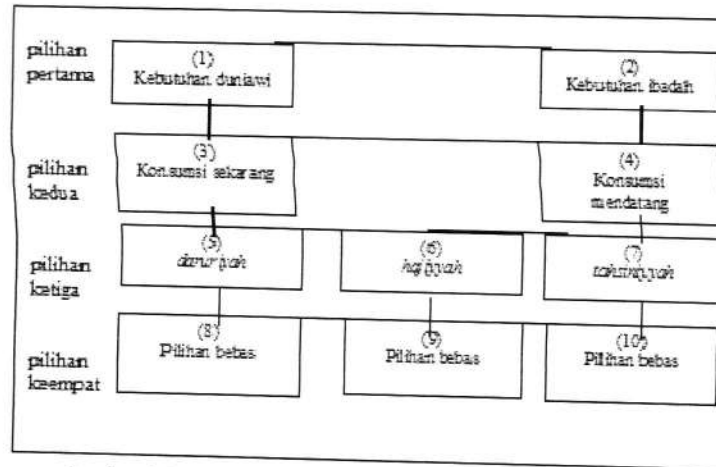 pilihan
pertama
(1)
Kebutuhan duniawi
(2)
Kebutuhan ibadah
pilihan
kedua
(3)
Konsumsi sekarang
(4)
Konsumsi
mendatang
pilihan
ketiga
(5)
daruriyah
(6)
hajiyyah
(7)
tahsiniyyah
pilihan
keempat
(8)
Pilihan bebas
(9)
Pilihan bebas
(10)
Pilihan bebas